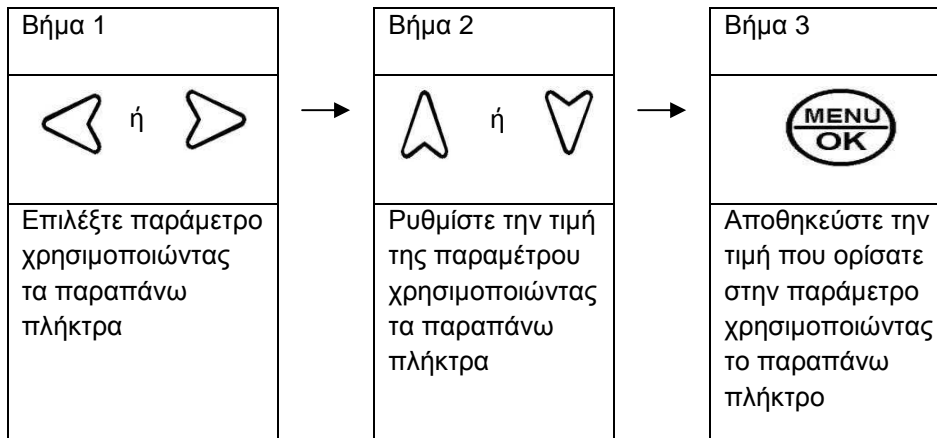 Βήμα 1
ή
Επιλέξτε παράμετρο
χρησιμοποιώντας
τα παραπάνω
πλήκτρα
Βήμα 2
ή
Ρυθμίστε την τιμή
της παραμέτρου
χρησιμοποιώντας
τα παραπάνω
πλήκτρα
Βήμα 3
MENU
OK
Αποθηκεύστε την
τιμή που ορίσατε
στην παράμετρο
χρησιμοποιώντας
το παραπάνω
πλήκτρο